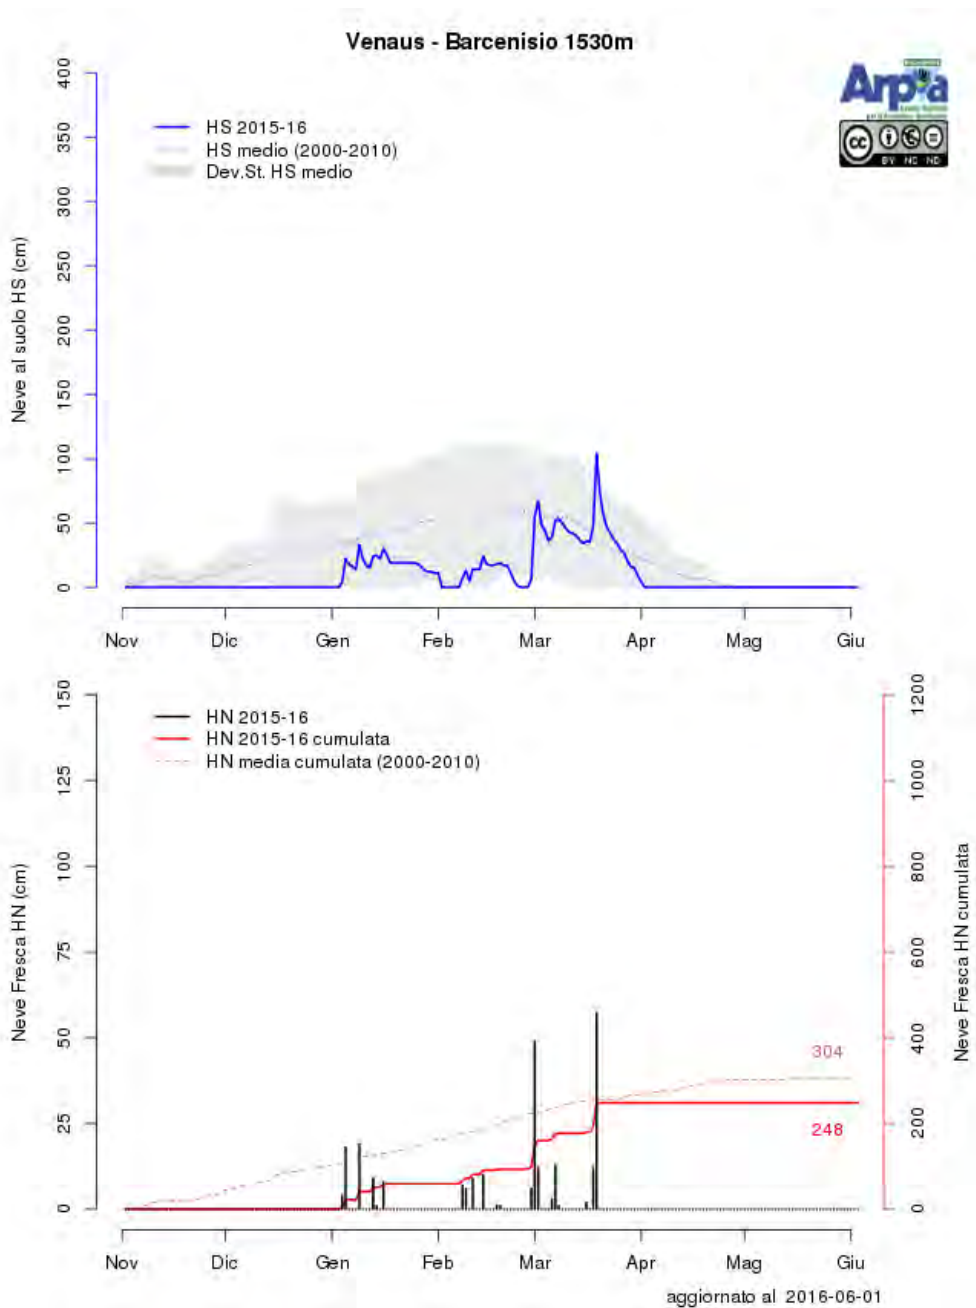 Venaus - Barcenisio 1530m
Arpa
cc
BY NC ND
HS 2015-16
HS medio (2000-2010)
Dev.St. HS medio
Neve al suolo HS (cm)
400
350
300
250
200
150
100
50
0
Nov Dic Gen Feb Mar Apr Mag Giu
HN 2015-16
HN 2015-16 cumulata
HN media cumulata (2000-2010)
Neve Fresca HN (cm)
150
125
100
75
50
25
0
Neve Fresca HN cumulata
1200
1000
800
600
400
200
0
304
248
Nov Dic Gen Feb Mar Apr Mag Giu
aggiornato al 2016-06-01